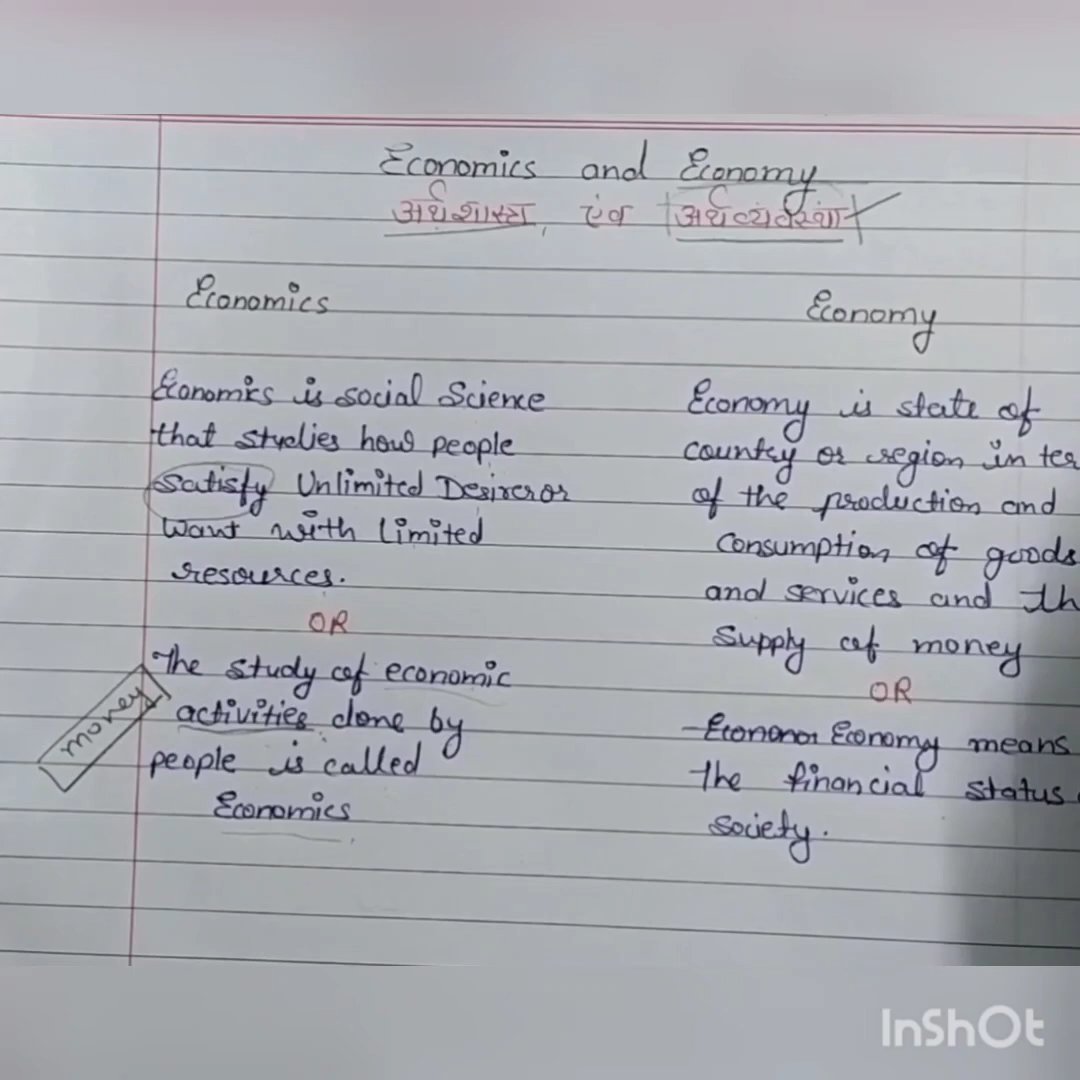 Economics and Economy
अर्थशास्त्र, एंव अर्थव्यवस्था
Economics
Economics is social Science
that studies how people
satisfy Unlimited Desires or
Want with limited
resources.
OR
The study of economic
activities done by
people is called
Economics
money
Economy
Economy is state of
country or region in ter
of the production and
Consumption of goods
and services and th
Supply of money
OR
Economy means
the financial status
society.
InShOt